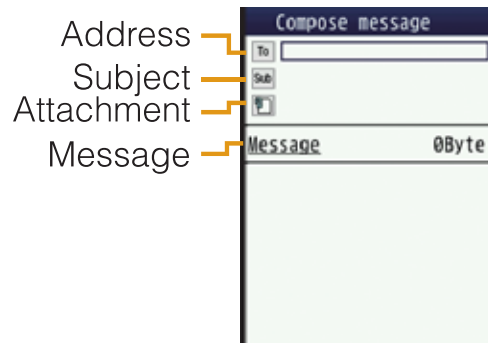 Compose message
Address
To
Subject
Sub
Attachment
Message
Message 0Byte